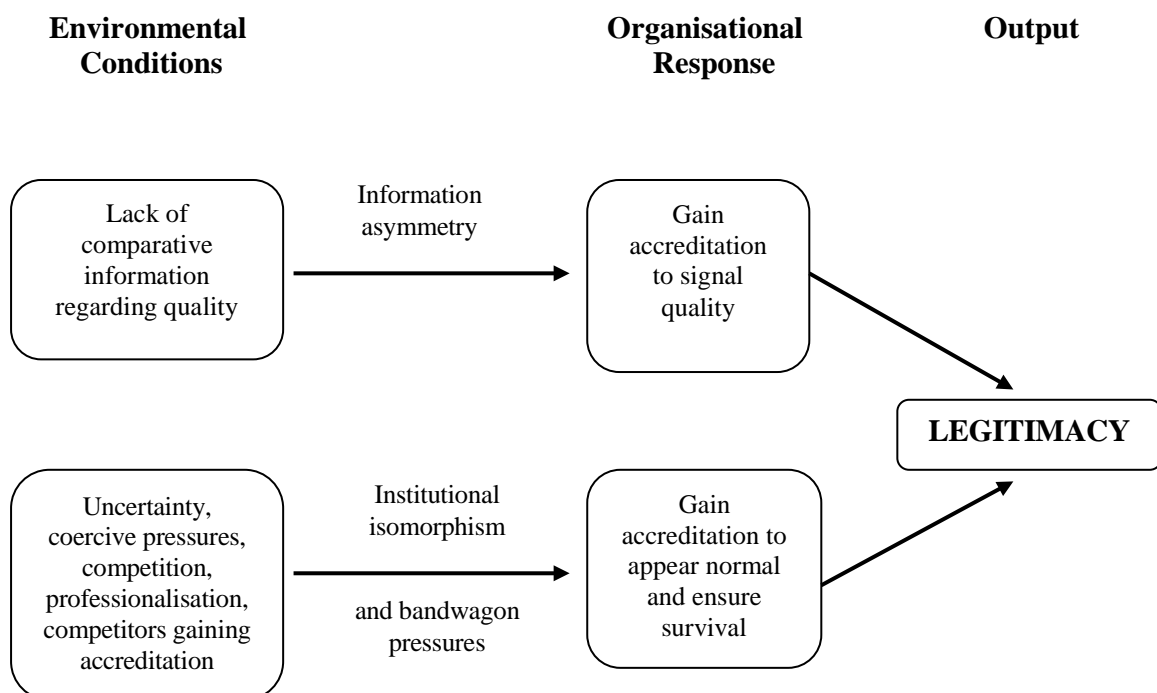 Environmental
Conditions
Organisational
Response
Output
Lack of
comparative
information
regarding quality
Information
asymmetry
Gain
accreditation
to signal
quality
LEGITIMACY
Uncertainty,
coercive pressures,
competition,
professionalisation,
competitors gaining
accreditation
Institutional
isomorphism
and bandwagon
pressures
Gain
accreditation to
appear normal
and ensure
survival